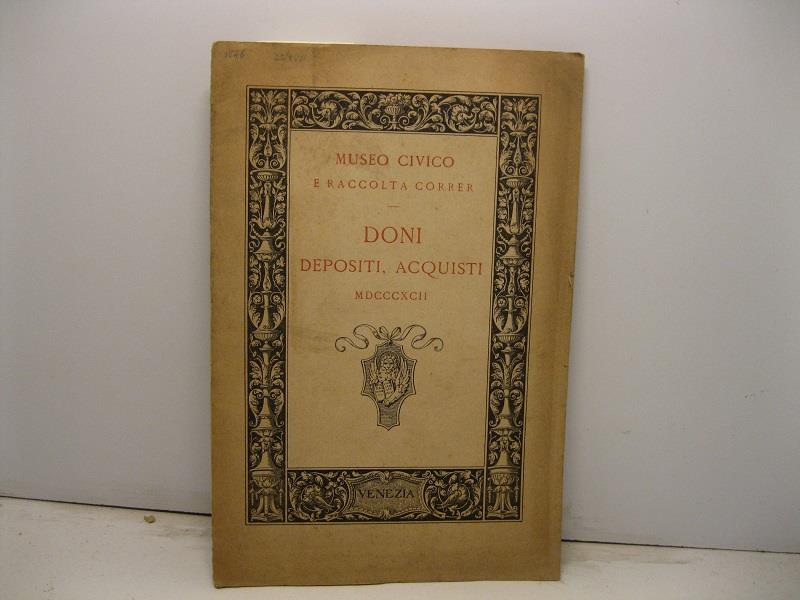 MUSEO CIVICO
E RACCOLTA CORRER
DONI
DEPOSITI, ACQUISTI
MDCCCXCII
VENEZIA